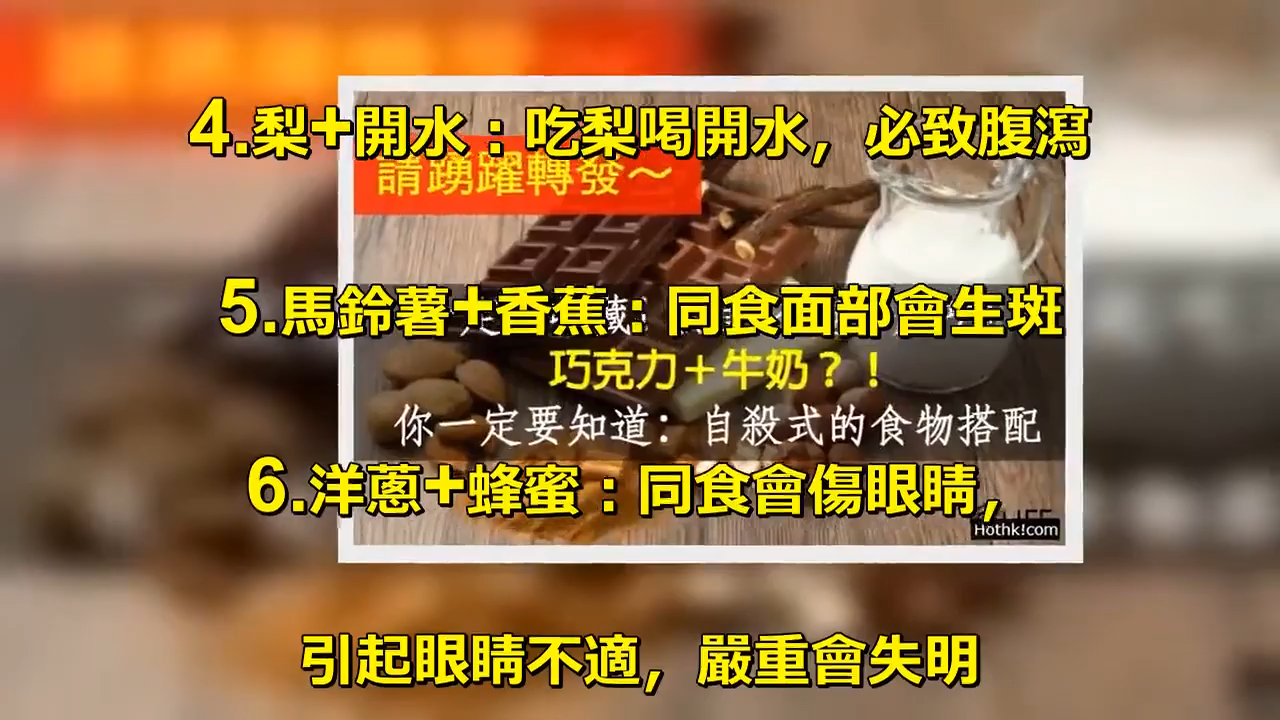 4.梨+開水：吃梨喝開水，必致腹瀉
請踴躍轉發～
5.馬鈴薯+香蕉：同食面部會生斑
巧克力＋牛奶？！
你一定要知道：自殺式的食物搭配
6.洋蔥+蜂蜜：同食會傷眼睛，
Hothk!com
引起眼睛不適，嚴重會失明